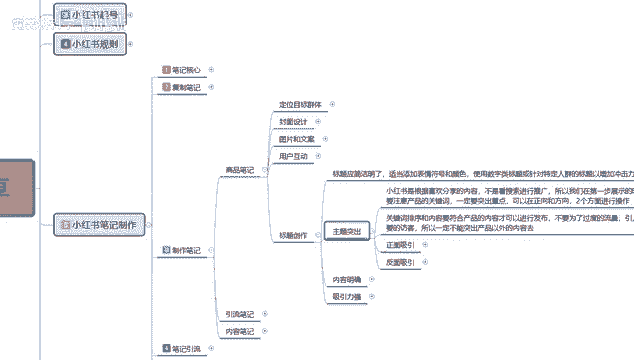 小红书起号
4 小红书规则
1 笔记核心
2 复制笔记
定位目标群体
封面设计
图片和文案
用户互动
商品笔记
标题应简洁明了，适当添加表情符号和颜色，使用数字类标题或针对特定人群的标题以增加冲击力
小红书是根据喜欢分享的内容，不是看搜索进行推广，所以我们在第一步展示的
要注意产品的关键词，一定要突出重点，可以在正向和方向，2个方面进行操作
关键词排序和内容要符合产品的内容才可以进行发布，不要为了过度的流量，引
要的访客，所以一定不能突出产品以外的内容去
标题创作
主题突出
正面吸引
反面吸引
内容明确
吸引力强
小红书笔记制作
3 制作笔记
引流笔记
内容笔记
4 笔记引流